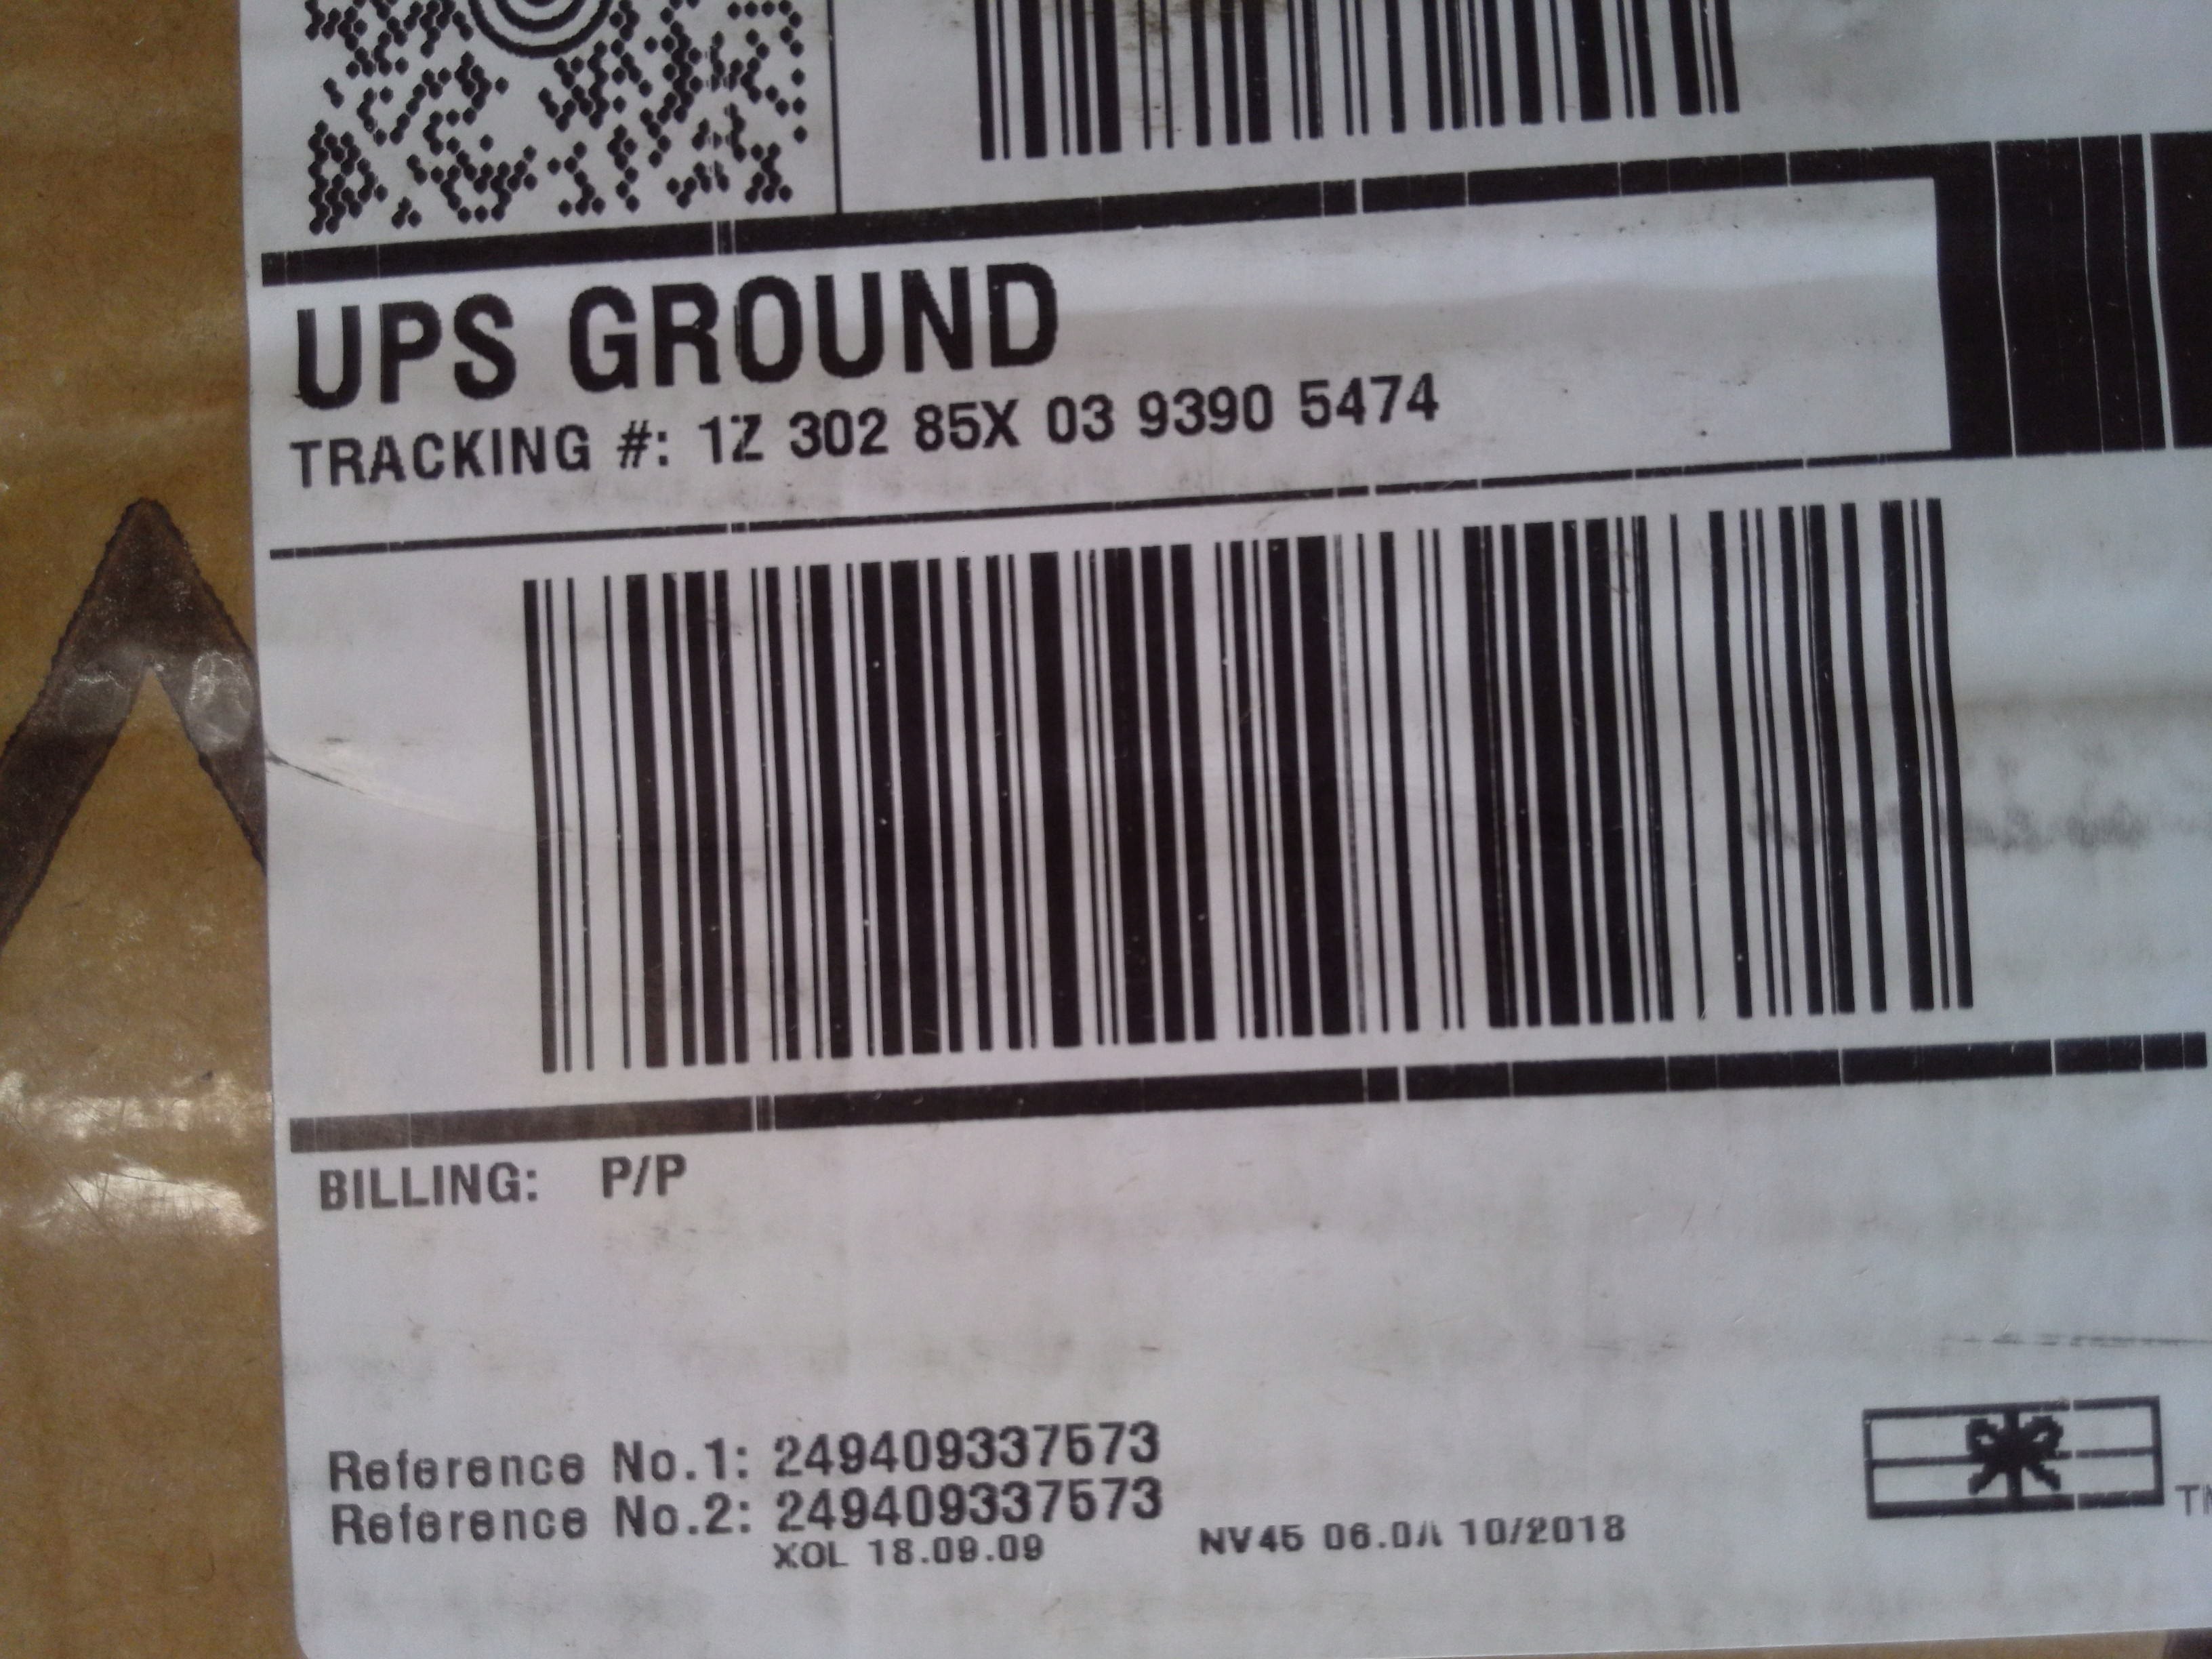 UPS GROUND
TRACKING #: 1Z 302 85X 03 9390 5474
BILLING: P/P
Reference No.1: 249409337573
Reference No.2: 249409337573
XOL 18.09.09
NV45 06.0A 10/2018